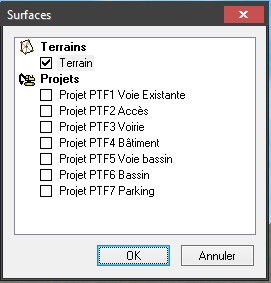 Surfaces
Terrains
Terrain
Projets
Projet PTF1 Voie Existante
Projet PTF2 Accès
Projet PTF3 Voirie
Projet PTF4 Bâtiment
Projet PTF5 Voie bassin
Projet PTF6 Bassin
Projet PTF7 Parking
OK
Annuler